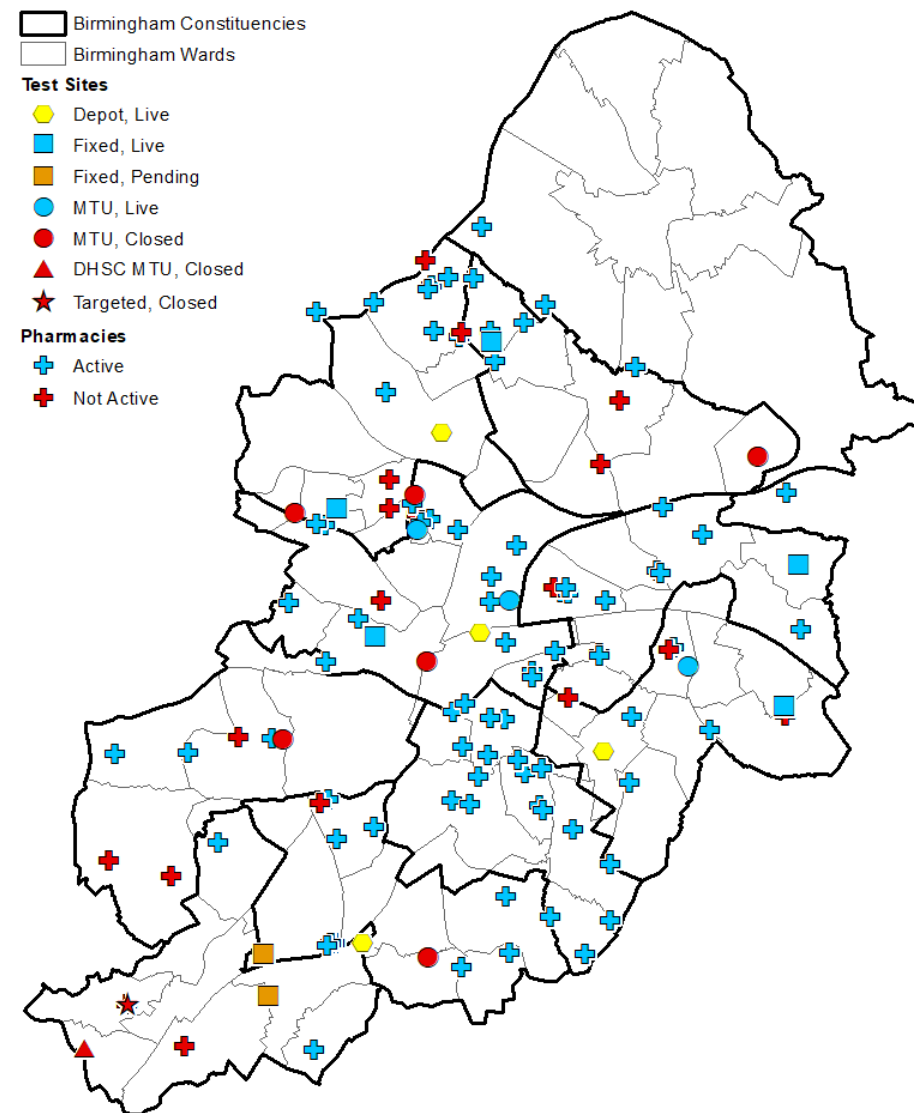 Birmingham Constituencies
Birmingham Wards
Test Sites
Depot, Live
Fixed, Live
Fixed, Pending
MTU, Live
MTU, Closed
DHSC MTU, Closed
Targeted, Closed
Pharmacies
Active
Not Active